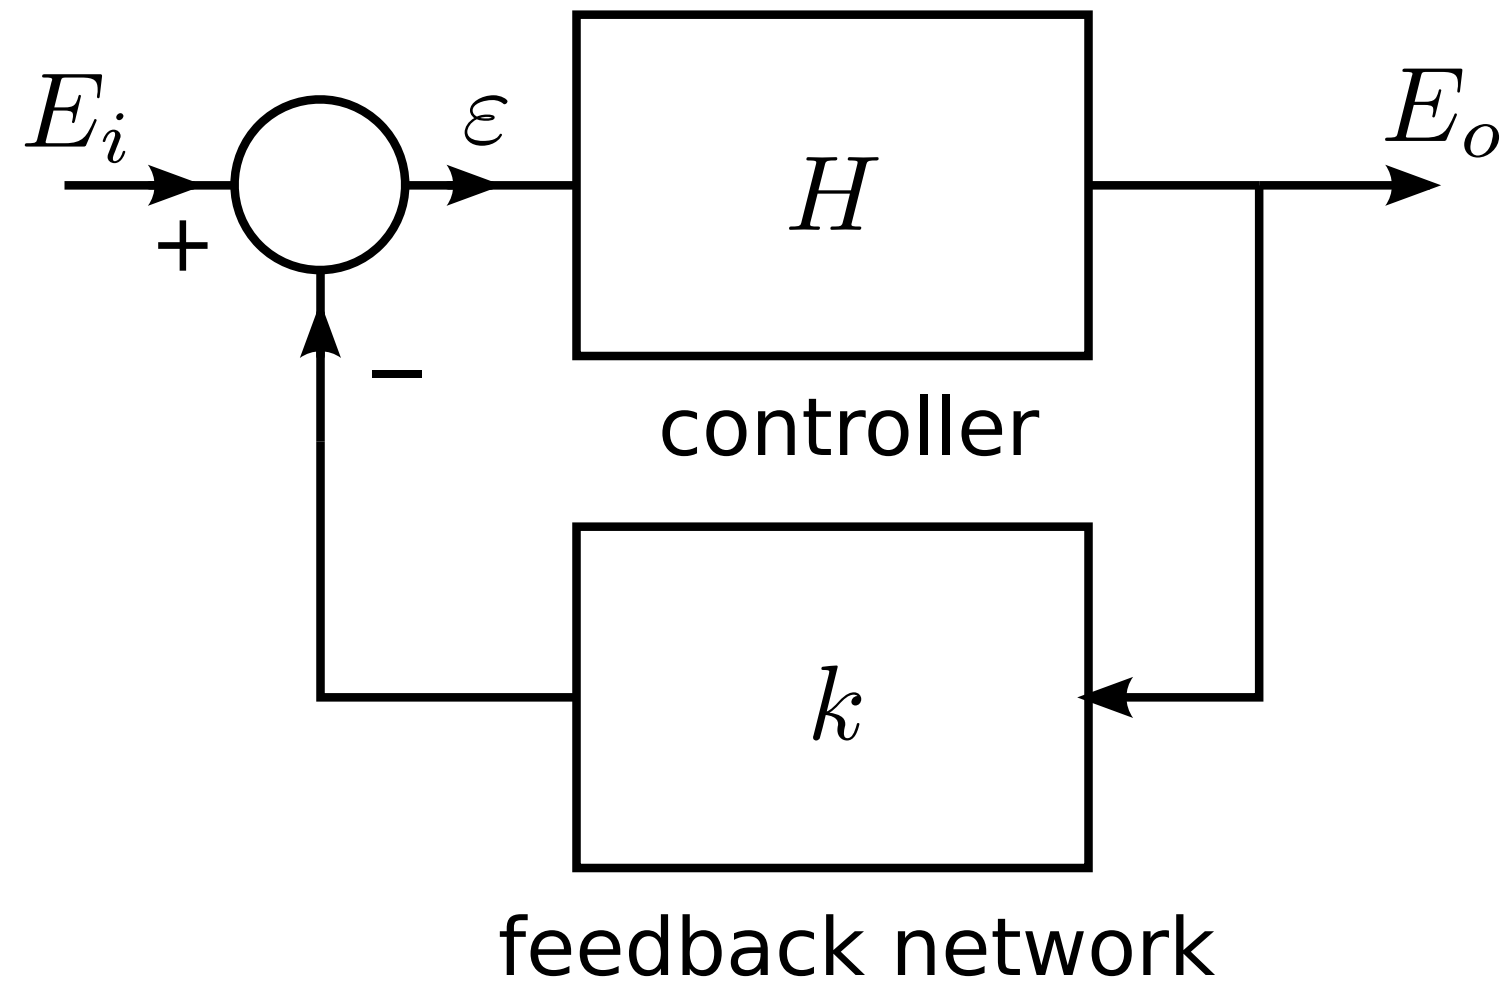 E_i
ε
E_o
+
H
−
controller
k
feedback network